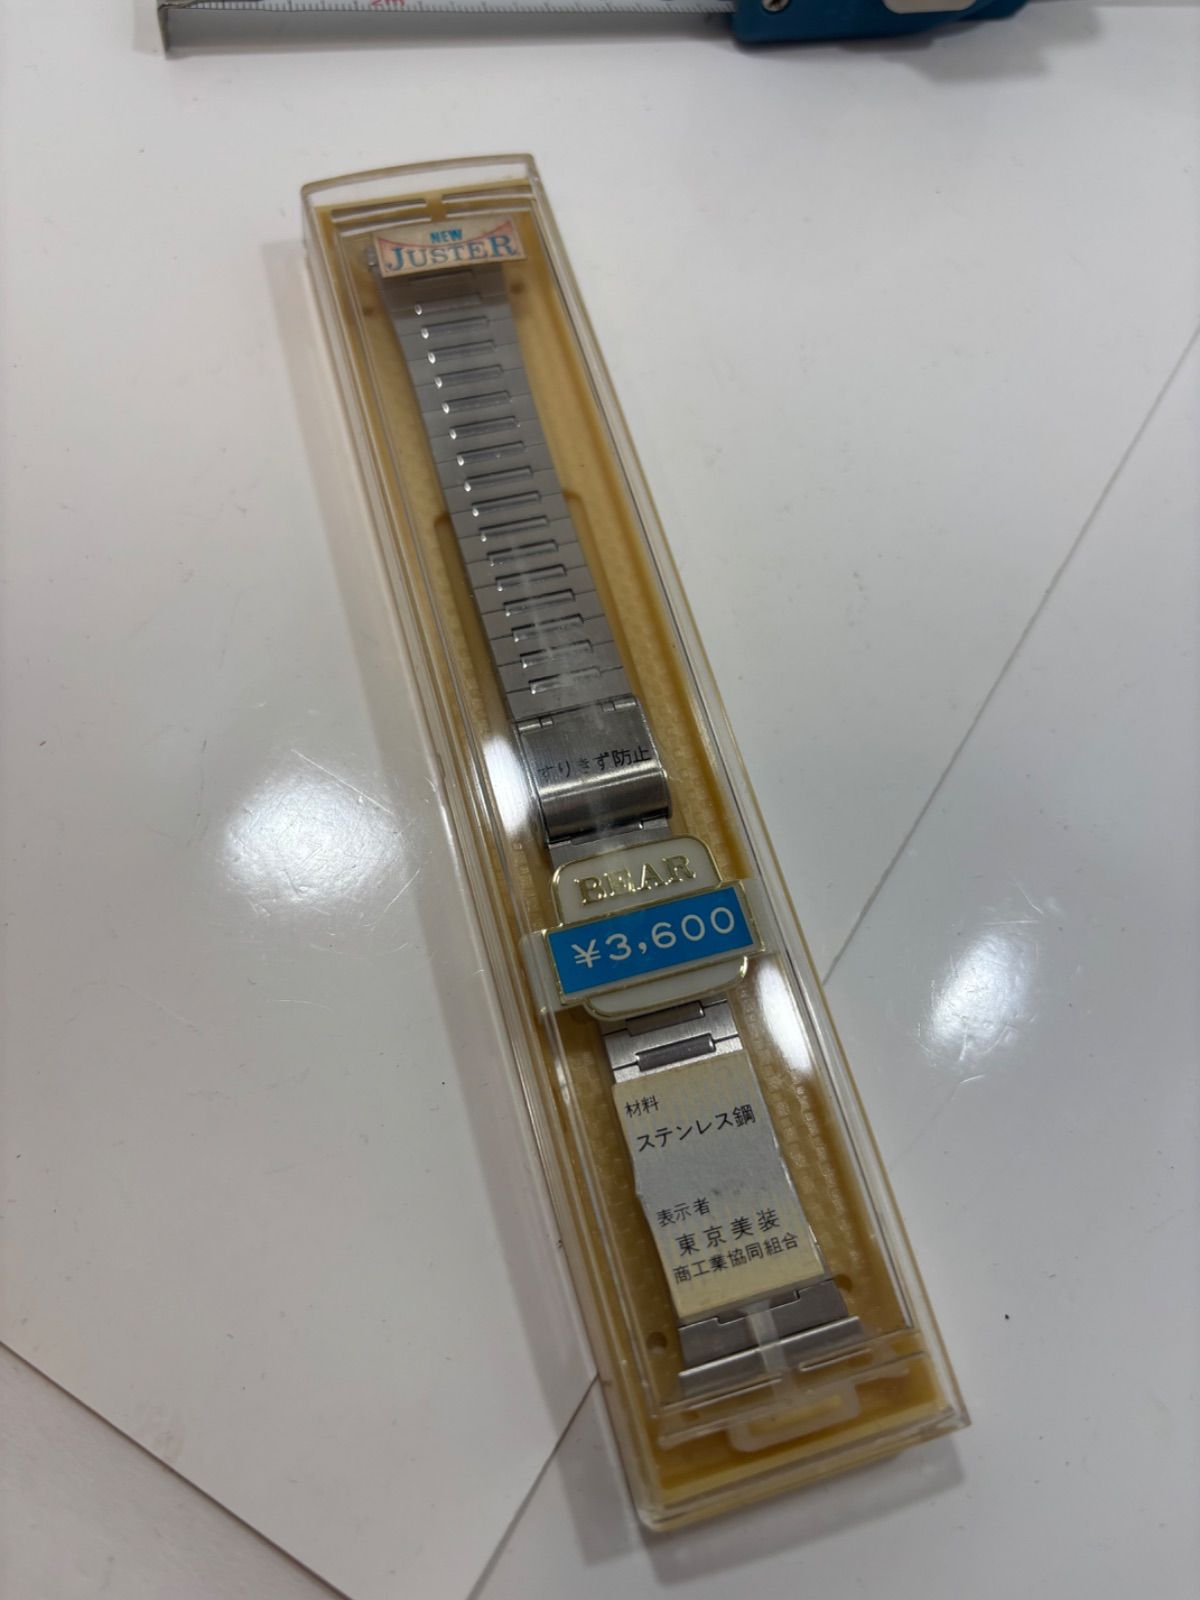 2m
NEW
JUSTER
すりきず防止
BEAR
¥3,600
材料
ステンレス鋼
表示者
東京美装
商工業協同組合